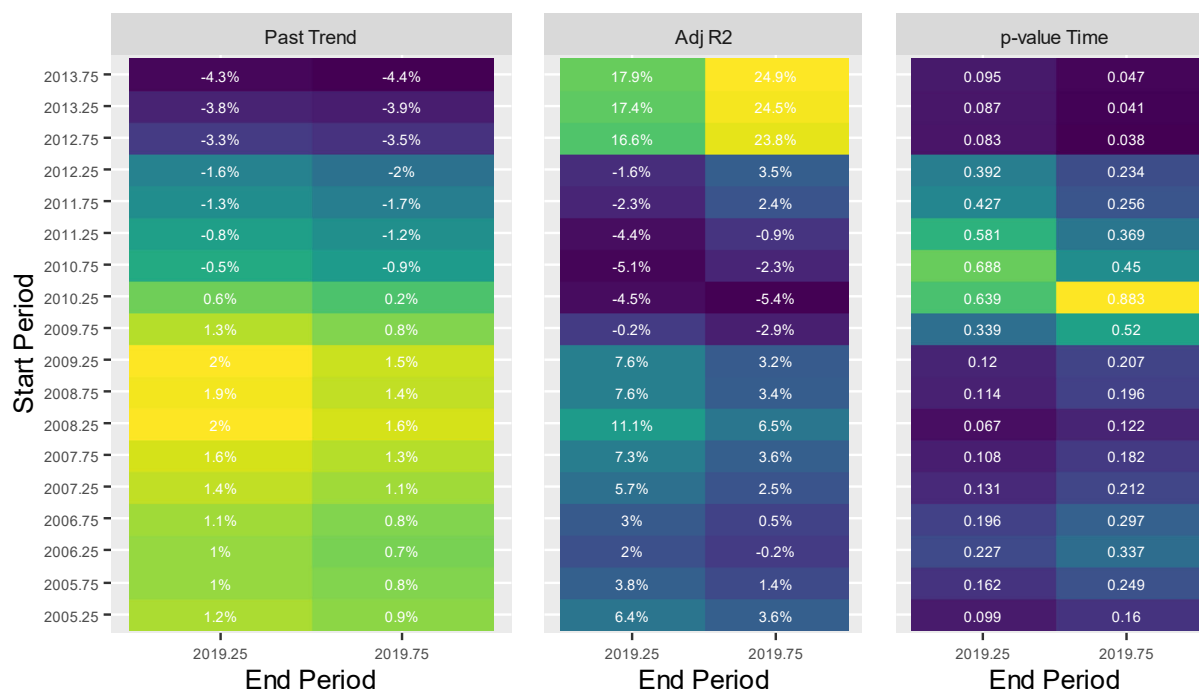 Past Trend Adj R2 p-value Time
2013.75 -4.3% -4.4% 17.9% 24.9% 0.095 0.047
2013.25 -3.8% -3.9% 17.4% 24.5% 0.087 0.041
2012.75 -3.3% -3.5% 16.6% 23.8% 0.083 0.038
2012.25 -1.6% -2% -1.6% 3.5% 0.392 0.234
2011.75 -1.3% -1.7% -2.3% 2.4% 0.427 0.256
2011.25 -0.8% -1.2% -4.4% -0.9% 0.581 0.369
2010.75 -0.5% -0.9% -5.1% -2.3% 0.688 0.45
2010.25 0.6% 0.2% -4.5% -5.4% 0.639 0.883
2009.75 1.3% 0.8% -0.2% -2.9% 0.339 0.52
2009.25 2% 1.5% 7.6% 3.2% 0.12 0.207
2008.75 1.9% 1.4% 7.6% 3.4% 0.114 0.196
2008.25 2% 1.6% 11.1% 6.5% 0.067 0.122
2007.75 1.6% 1.3% 7.3% 3.6% 0.108 0.182
2007.25 1.4% 1.1% 5.7% 2.5% 0.131 0.212
2006.75 1.1% 0.8% 3% 0.5% 0.196 0.297
2006.25 1% 0.7% 2% -0.2% 0.227 0.337
2005.75 1% 0.8% 3.8% 1.4% 0.162 0.249
2005.25 1.2% 0.9% 6.4% 3.6% 0.099 0.16
Start Period
2019.25 2019.75 2019.25 2019.75 2019.25 2019.75
End Period End Period End Period